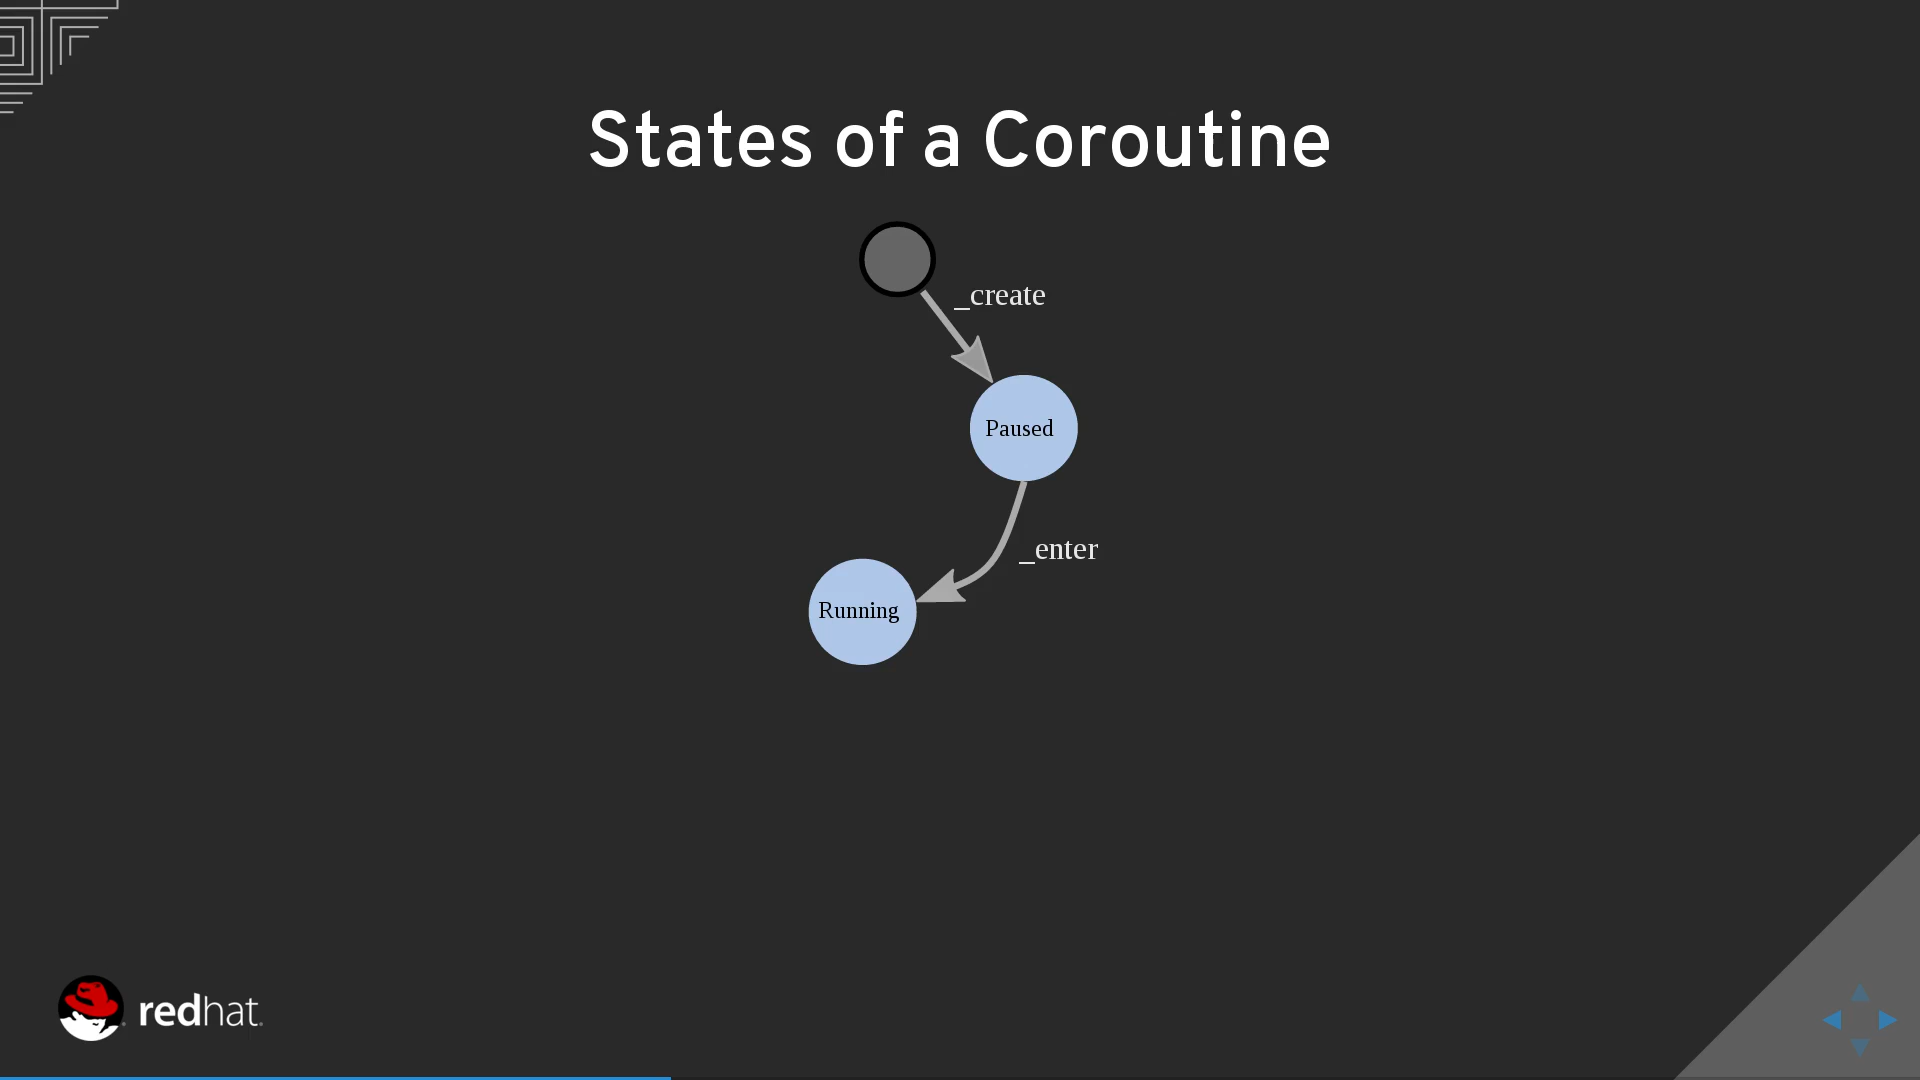 States of a Coroutine
_create
Paused
_enter
Running
redhat.